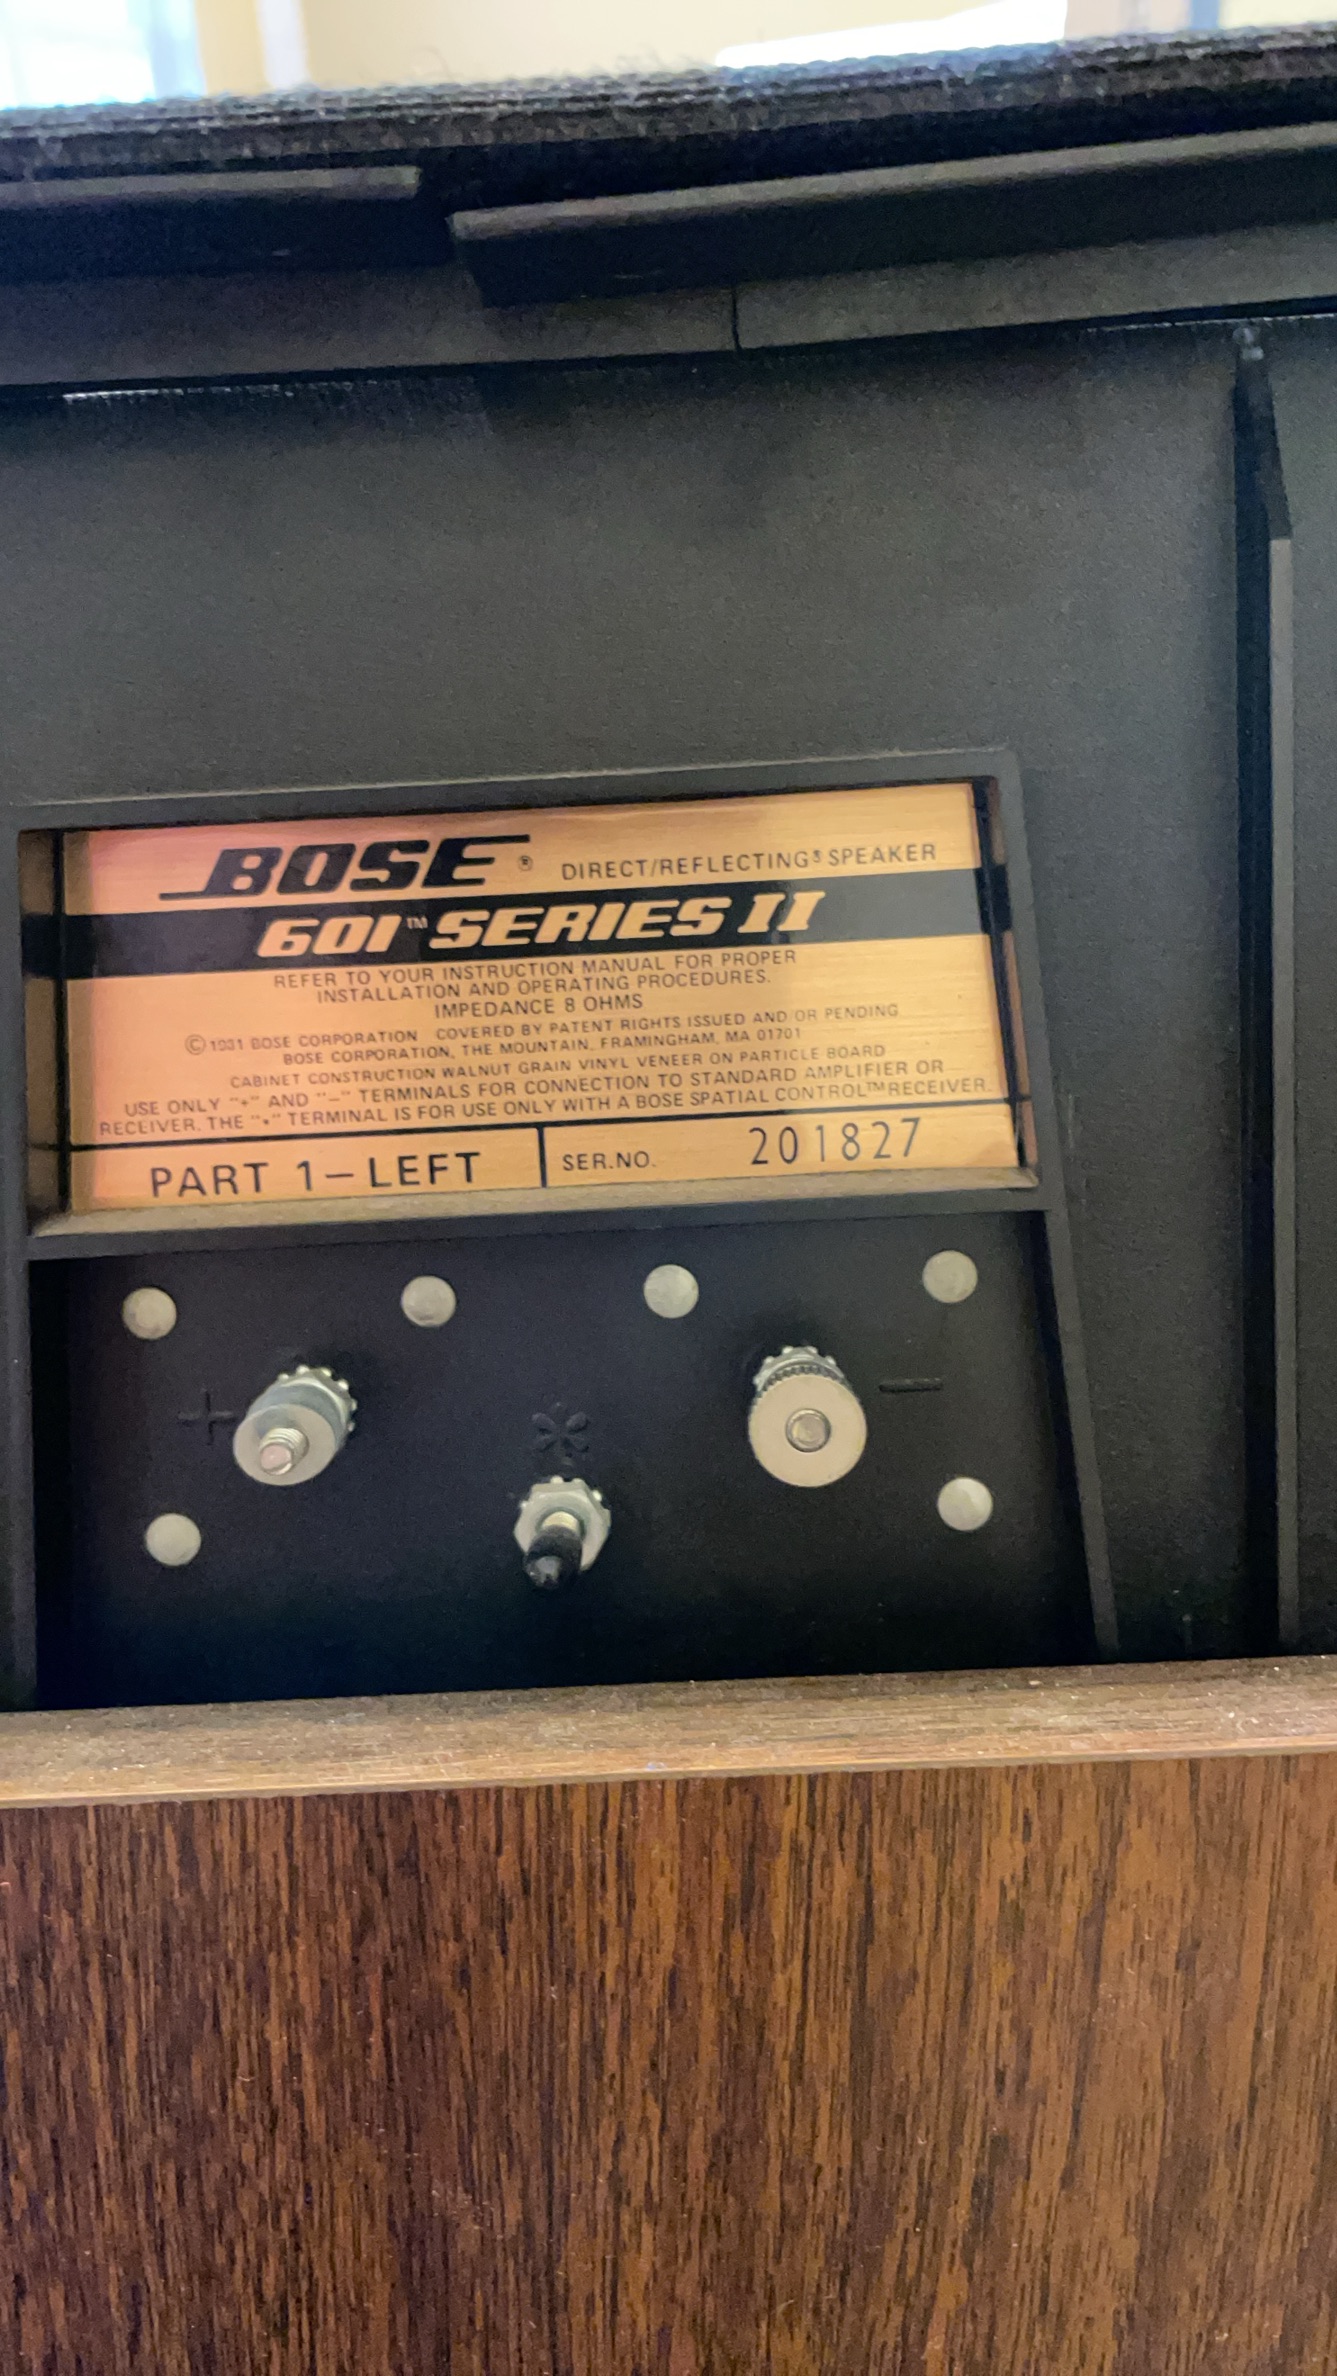 BOSE® DIRECT/REFLECTING® SPEAKER
601™ SERIES II
REFER TO YOUR INSTRUCTION MANUAL FOR PROPER
INSTALLATION AND OPERATING PROCEDURES.
IMPEDANCE 8 OHMS
© 1981 BOSE CORPORATION COVERED BY PATENT RIGHTS ISSUED AND/OR PENDING
BOSE CORPORATION, THE MOUNTAIN, FRAMINGHAM, MA 01701
CABINET CONSTRUCTION WALNUT GRAIN VINYL VENEER ON PARTICLE BOARD
USE ONLY "+" AND "–" TERMINALS FOR CONNECTION TO STANDARD AMPLIFIER OR
RECEIVER. THE "*" TERMINAL IS FOR USE ONLY WITH A BOSE SPATIAL CONTROL™ RECEIVER.
PART 1–LEFT SER.NO. 201827
+ * –